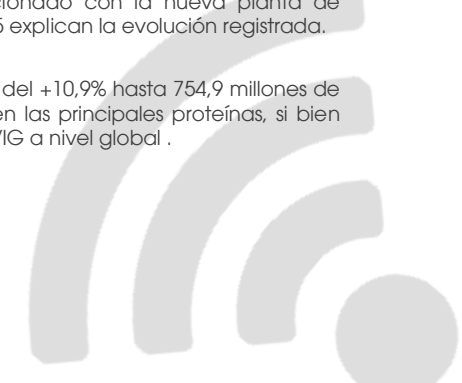 cionado con la nueva planta de
5 explican la evolución registrada.
del +10,9% hasta 754,9 millones de
en las principales proteínas, si bien
IG a nivel global .